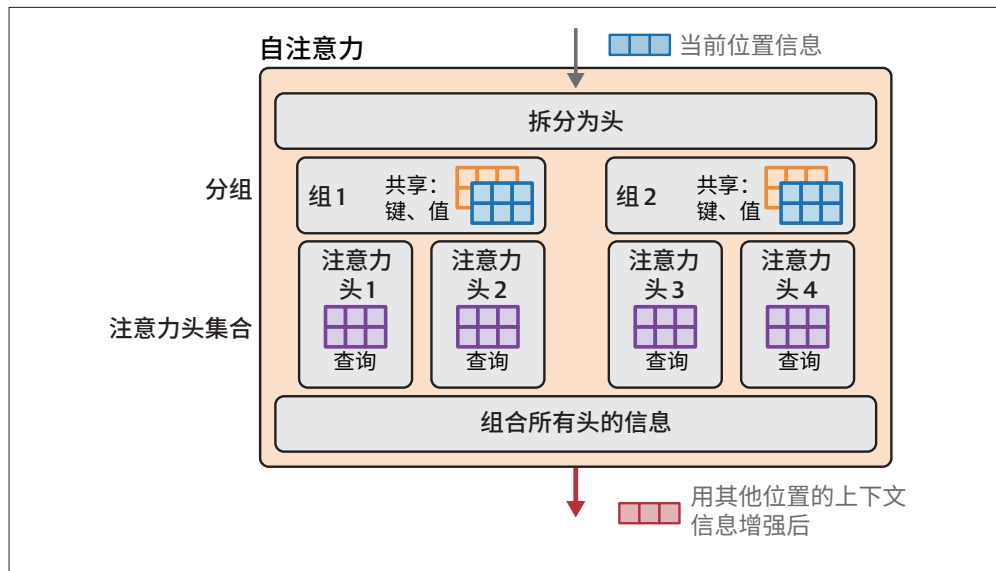 自注意力
当前位置信息
拆分为头
分组
组1
共享：
键、值
组2
共享：
键、值
注意力头集合
注意力
头1
查询
注意力
头2
查询
注意力
头3
查询
注意力
头4
查询
组合所有头的信息
用其他位置的上下文
信息增强后